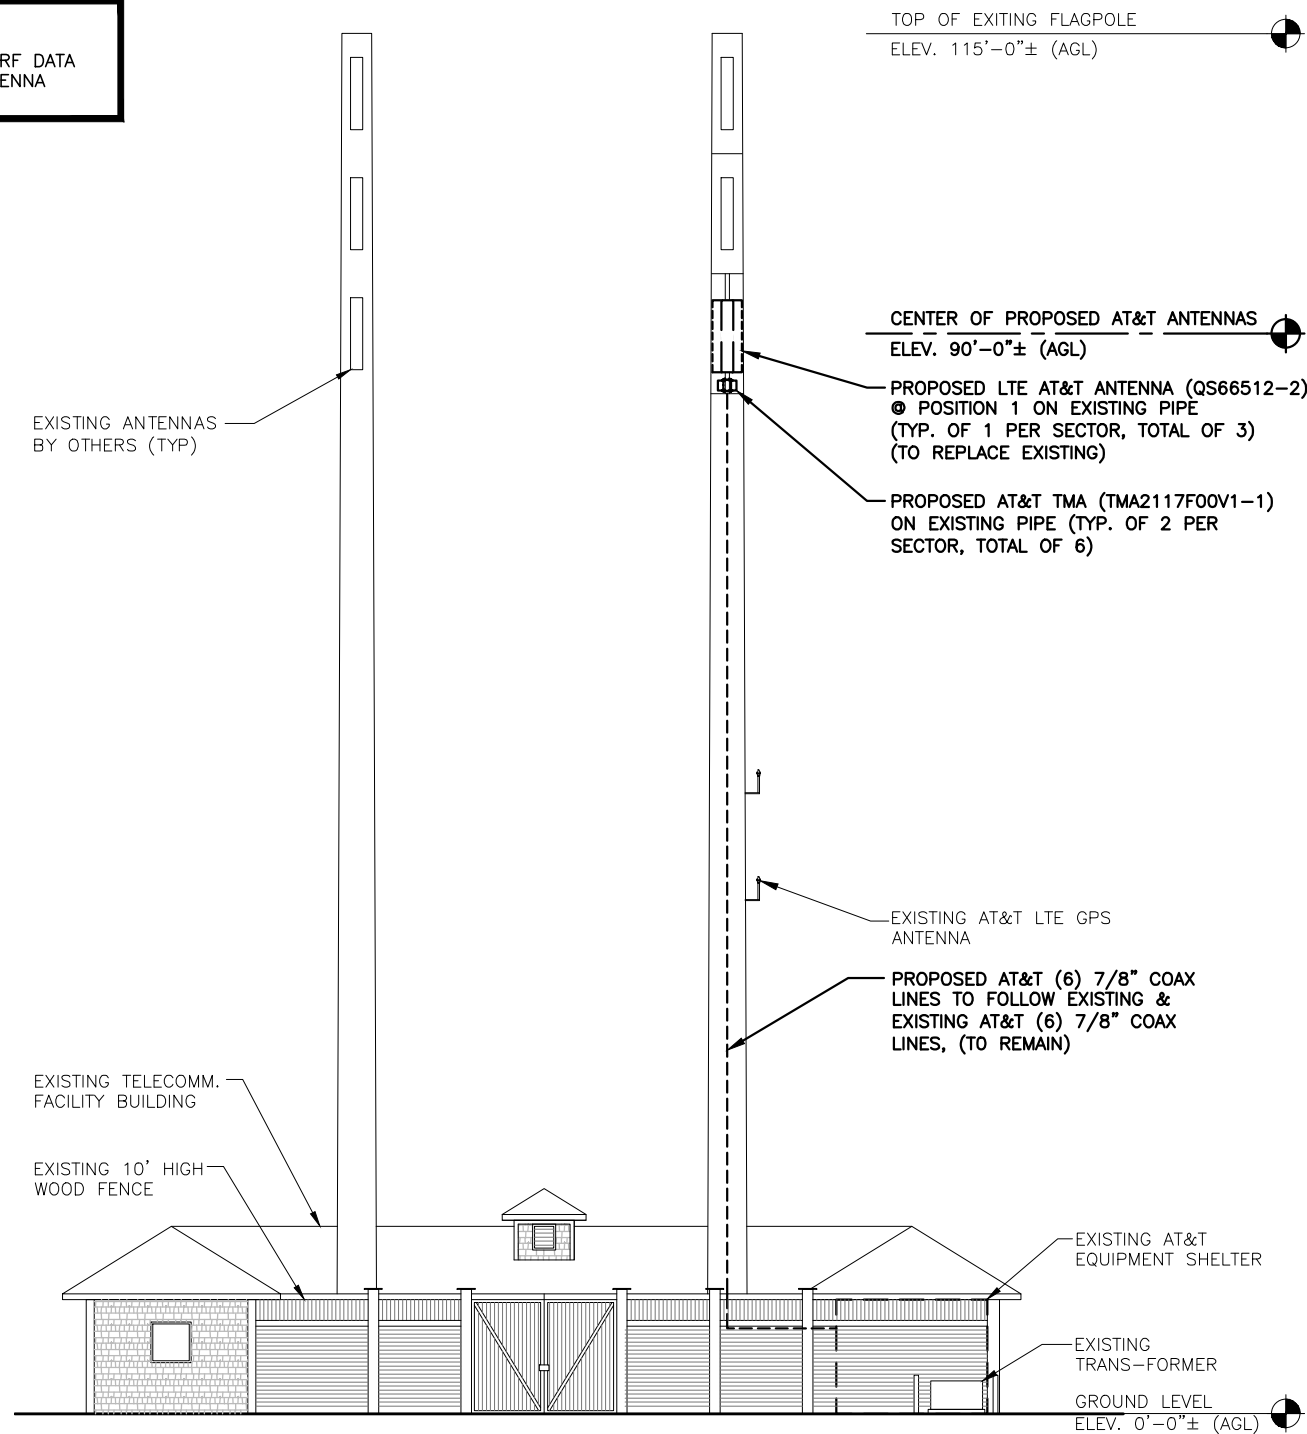 RF DATA
ENNA
TOP OF EXITING FLAGPOLE
ELEV. 115'-0"± (AGL)
CENTER OF PROPOSED AT&T ANTENNAS
ELEV. 90'-0"± (AGL)
PROPOSED LTE AT&T ANTENNA (QS66512-2)
@ POSITION 1 ON EXISTING PIPE
(TYP. OF 1 PER SECTOR, TOTAL OF 3)
(TO REPLACE EXISTING)
EXISTING ANTENNAS
BY OTHERS (TYP)
PROPOSED AT&T TMA (TMA2117F00V1-1)
ON EXISTING PIPE (TYP. OF 2 PER
SECTOR, TOTAL OF 6)
EXISTING AT&T LTE GPS
ANTENNA
PROPOSED AT&T (6) 7/8" COAX
LINES TO FOLLOW EXISTING &
EXISTING AT&T (6) 7/8" COAX
LINES, (TO REMAIN)
EXISTING TELECOMM.
FACILITY BUILDING
EXISTING 10' HIGH
WOOD FENCE
EXISTING AT&T
EQUIPMENT SHELTER
EXISTING
TRANS-FORMER
GROUND LEVEL
ELEV. 0'-0"± (AGL)